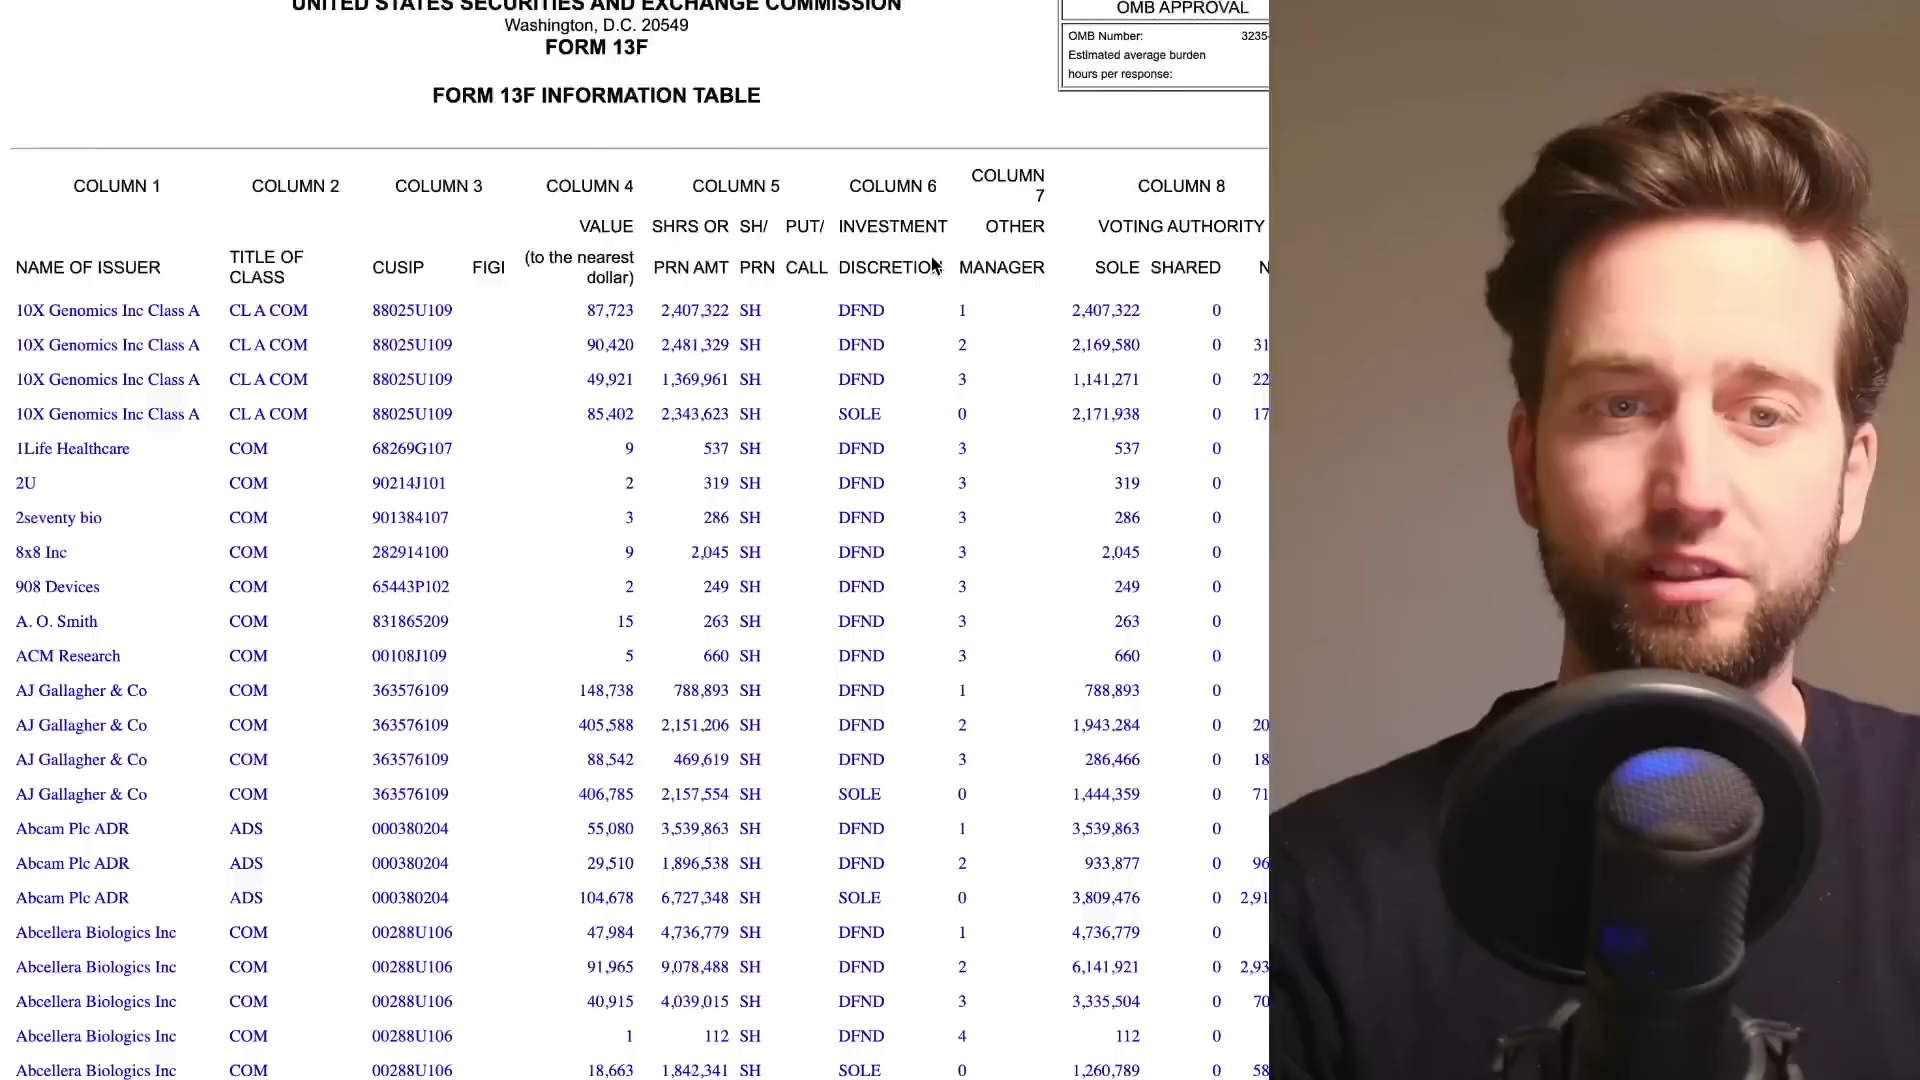 UNITED STATES SECURITIES AND EXCHANGE COMMISSION
Washington, D.C. 20549
FORM 13F
FORM 13F INFORMATION TABLE
OMB APPROVAL
OMB Number: 3235-
Estimated average burden
hours per response:
COLUMN 1 COLUMN 2 COLUMN 3 COLUMN 4 COLUMN 5 COLUMN 6 COLUMN 7 COLUMN 8
VALUE SHRS OR SH/ PUT/ INVESTMENT OTHER VOTING AUTHORITY
NAME OF ISSUER TITLE OF CLASS CUSIP FIGI (to the nearest dollar) PRN AMT PRN CALL DISCRETION MANAGER SOLE SHARED N
10X Genomics Inc Class A CL A COM 88025U109 87,723 2,407,322 SH DFND 1 2,407,322 0
10X Genomics Inc Class A CL A COM 88025U109 90,420 2,481,329 SH DFND 2 2,169,580 0 31
10X Genomics Inc Class A CL A COM 88025U109 49,921 1,369,961 SH DFND 3 1,141,271 0 22
10X Genomics Inc Class A CL A COM 88025U109 85,402 2,343,623 SH SOLE 0 2,171,938 0 17
1Life Healthcare COM 68269G107 9 537 SH DFND 3 537 0
2U COM 90214J101 2 319 SH DFND 3 319 0
2seventy bio COM 901384107 3 286 SH DFND 3 286 0
8x8 Inc COM 282914100 9 2,045 SH DFND 3 2,045 0
908 Devices COM 65443P102 2 249 SH DFND 3 249 0
A. O. Smith COM 831865209 15 263 SH DFND 3 263 0
ACM Research COM 00108J109 5 660 SH DFND 3 660 0
AJ Gallagher & Co COM 363576109 148,738 788,893 SH DFND 1 788,893 0
AJ Gallagher & Co COM 363576109 405,588 2,151,206 SH DFND 2 1,943,284 0 20
AJ Gallagher & Co COM 363576109 88,542 469,619 SH DFND 3 286,466 0 18
AJ Gallagher & Co COM 363576109 406,785 2,157,554 SH SOLE 0 1,444,359 0 71
Abcam Plc ADR ADS 000380204 55,080 3,539,863 SH DFND 1 3,539,863 0
Abcam Plc ADR ADS 000380204 29,510 1,896,538 SH DFND 2 933,877 0 96
Abcam Plc ADR ADS 000380204 104,678 6,727,348 SH SOLE 0 3,809,476 0 2,91
Abcellera Biologics Inc COM 00288U106 47,984 4,736,779 SH DFND 1 4,736,779 0
Abcellera Biologics Inc COM 00288U106 91,965 9,078,488 SH DFND 2 6,141,921 0 2,93
Abcellera Biologics Inc COM 00288U106 40,915 4,039,015 SH DFND 3 3,335,504 0 70
Abcellera Biologics Inc COM 00288U106 1 112 SH DFND 4 112 0
Abcellera Biologics Inc COM 00288U106 18,663 1,842,341 SH SOLE 0 1,260,789 0 58